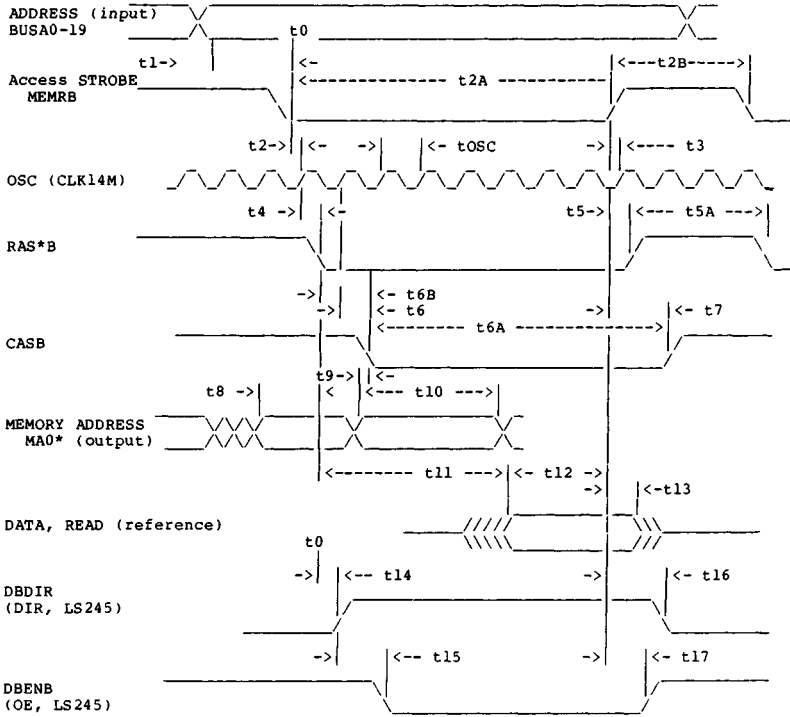 ADDRESS (input)
BUSA0-19
t0
t1->
<-
t2A
<--t2B-->
Access STROBE
MEMRB
t2->
<-
->
<- tOSC
->
<---- t3
OSC (CLK14M)
t4 ->
<-
t5->
<--- t5A -->
RAS*B
->
<- t6B
->
<- t6
->
<- t7
<---------- t6A ------------->
CASB
t9->
<-
t8 ->
<
<---- t10 ----->
MEMORY ADDRESS
MA0* (output)
<------- t11 ------>
<- t12 -->
->
<-t13
DATA, READ (reference)
t0
->
<-- t14
->
<- t16
DBDIR
(DIR, LS245)
->
<-- t15
->
<- t17
DBENB
(OE, LS245)